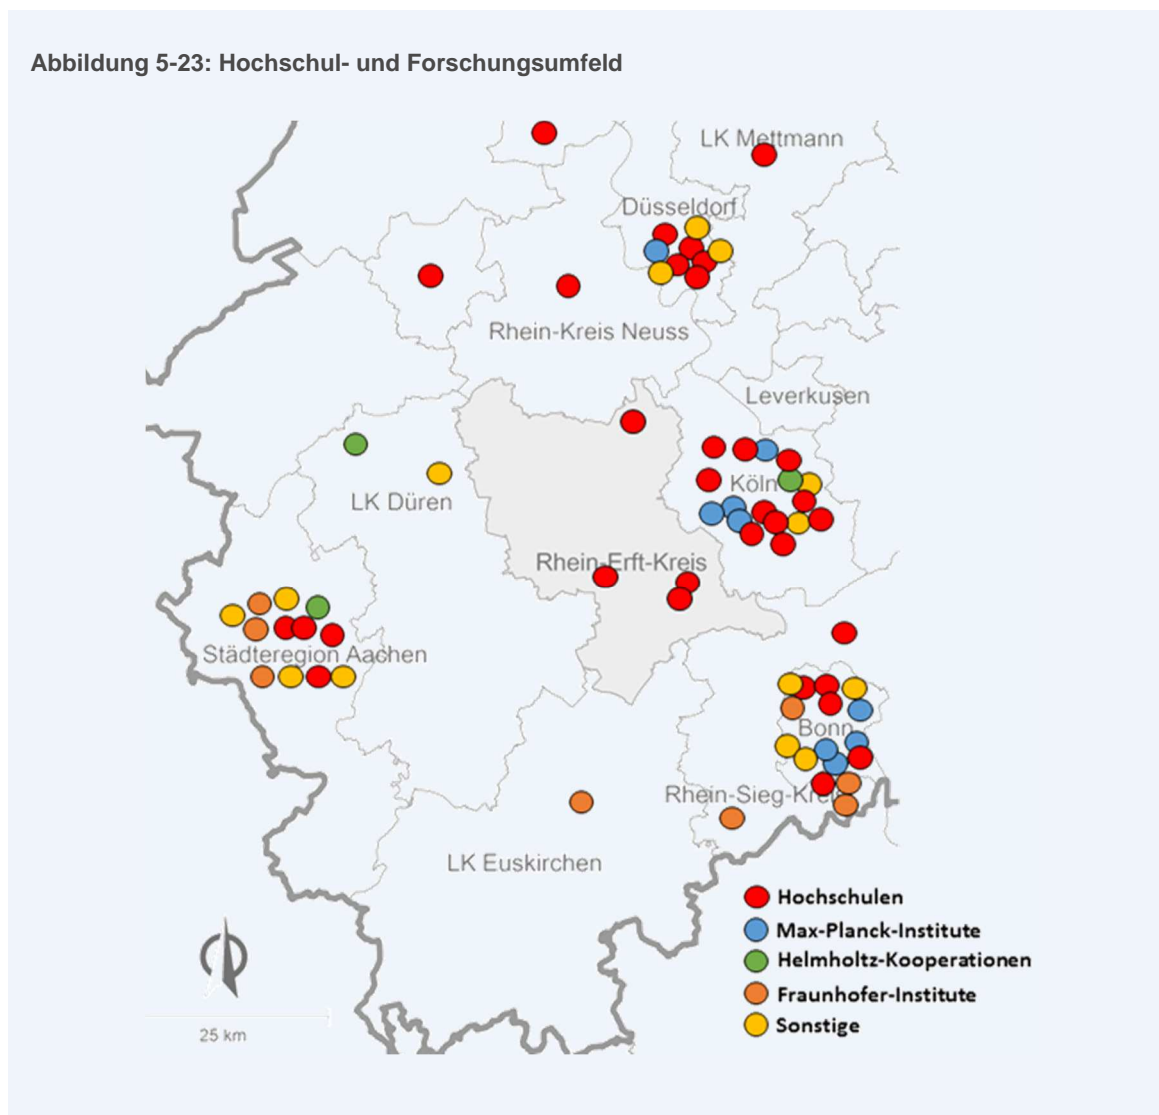 Abbildung 5-23: Hochschul- und Forschungsumfeld
LK Mettmann
Düsseldorf
Rhein-Kreis Neuss
Leverkusen
Köln
LK Düren
Rhein-Erft-Kreis
Städteregion Aachen
Bonn
Rhein-Sieg-Kreis
LK Euskirchen
Hochschulen
Max-Planck-Institute
Helmholtz-Kooperationen
Fraunhofer-Institute
Sonstige
25 km